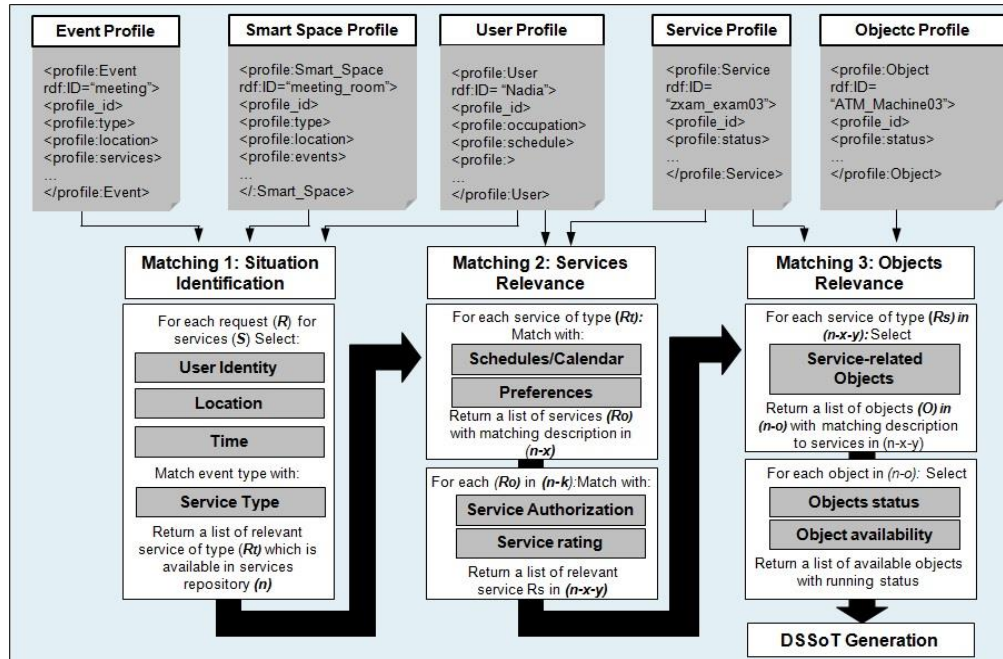 Event Profile
<profile:Event
rdf:ID="meeting">
<profile_id>
<profile:type>
<profile:location>
<profile:services>
…
</profile:Event>
Smart Space Profile
<profile:Smart_Space
rdf:ID="meeting_room">
<profile_id>
<profile:type>
<profile:location>
<profile:events>
...
</:Smart_Space>
User Profile
<profile:User
rdf:ID= "Nadia">
<profile_id>
<profile:occupation>
<profile:schedule>
<profile:>
…
</profile:User>
Service Profile
<profile:Service
rdf:ID=
"zxam_exam03">
<profile_id>
<profile:status>
…
</profile:Service>
Objectc Profile
<profile:Object
rdf:ID=
"ATM_Machine03">
<profile_id>
<profile:status>
…
</profile:Object>
Matching 1: Situation
Identification
For each request (R) for
services (S) Select:
User Identity
Location
Time
Match event type with:
Service Type
Return a list of relevant
service of type (Rt) which is
available in services
repository (n)
Matching 2: Services
Relevance
For each service of type (Rt):
Match with:
Schedules/Calendar
Preferences
Return a list of services (Ro)
with matching description in
(n-x)
For each (Ro) in (n-k):Match with:
Service Authorization
Service rating
Return a list of relevant
service Rs in (n-x-y)
Matching 3: Objects
Relevance
For each service of type (Rs) in
(n-x-y): Select
Service-related
Objects
Return a list of objects (O) in
(n-o) with matching description
to services in (n-x-y)
For each object in (n-o): Select
Objects status
Object availability
Return a list of available objects
with running status
DSSoT Generation